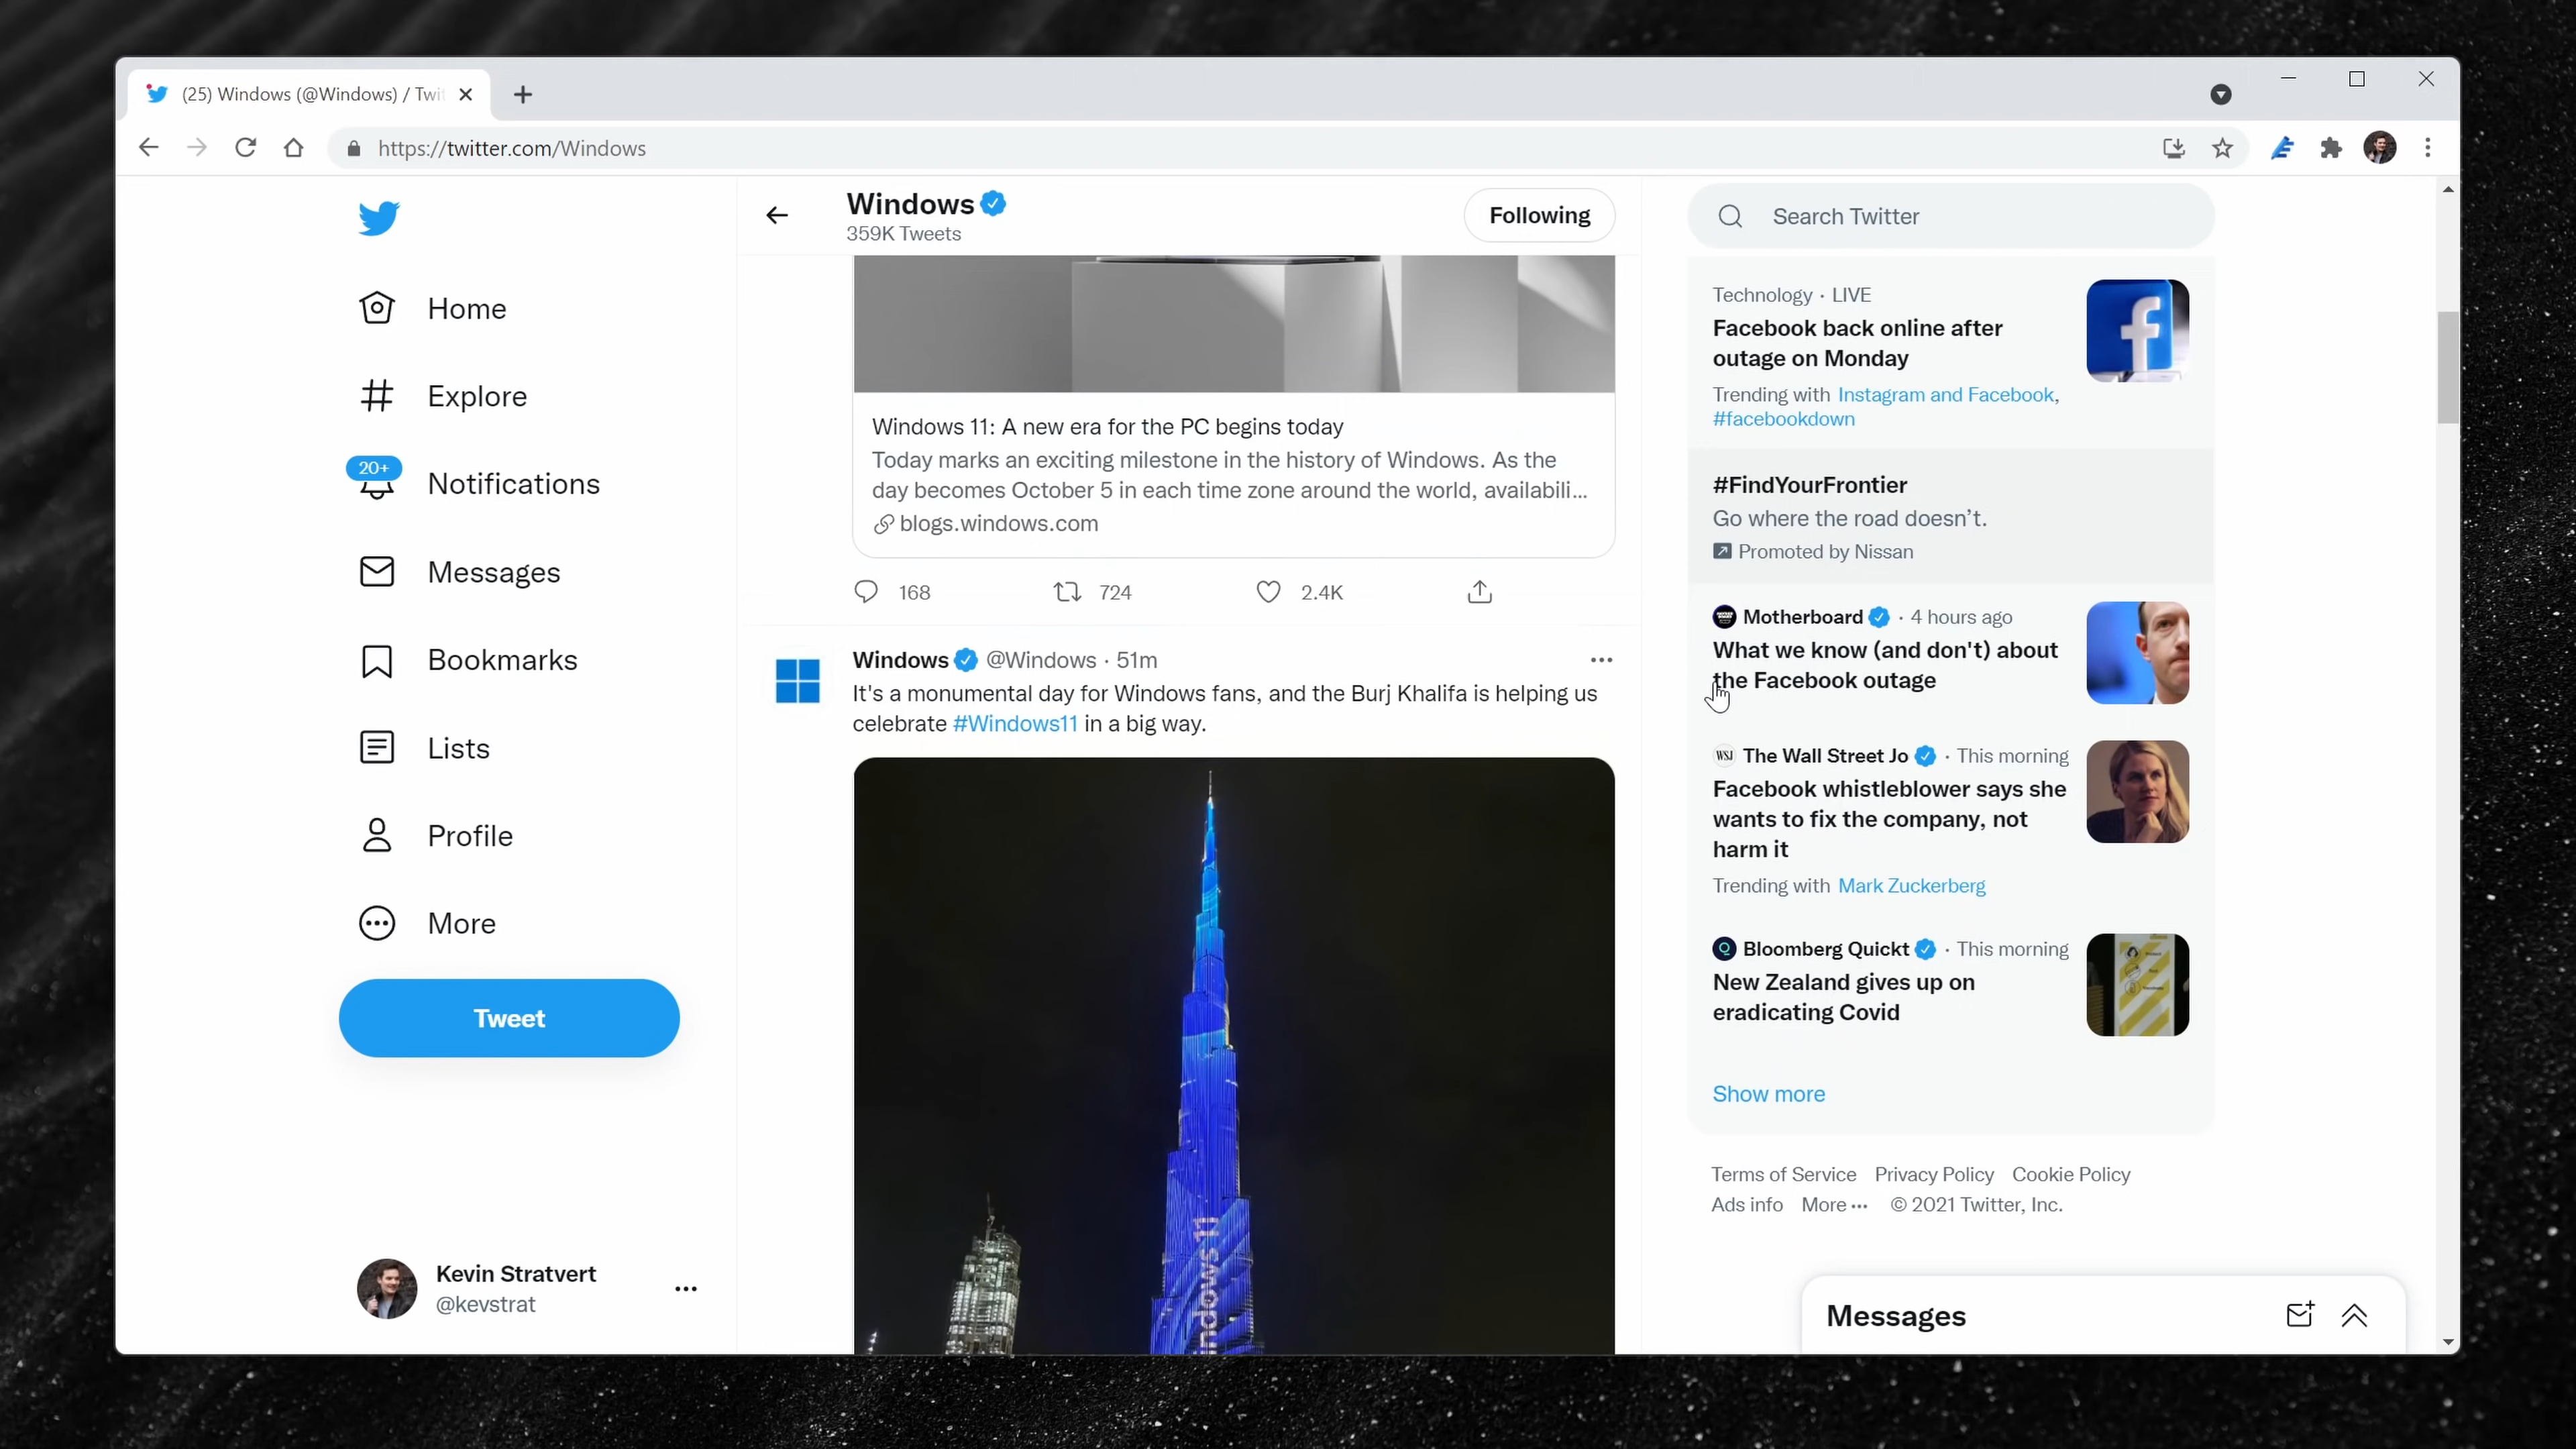 (25) Windows (@Windows) / Twi
https://twitter.com/Windows
Home
Explore
20+
Notifications
Messages
Bookmarks
Lists
Profile
More
Tweet
Kevin Stratvert
@kevstrat
Windows
359K Tweets
Following
Windows 11: A new era for the PC begins today
Today marks an exciting milestone in the history of Windows. As the
day becomes October 5 in each time zone around the world, availabili...
blogs.windows.com
168 724 2.4K
Windows @Windows · 51m
It's a monumental day for Windows fans, and the Burj Khalifa is helping us
celebrate #Windows11 in a big way.
indows 11
Search Twitter
Technology · LIVE
Facebook back online after
outage on Monday
Trending with Instagram and Facebook,
#facebookdown
#FindYourFrontier
Go where the road doesn't.
Promoted by Nissan
Motherboard · 4 hours ago
What we know (and don't) about
the Facebook outage
WSJ The Wall Street Jo · This morning
Facebook whistleblower says she
wants to fix the company, not
harm it
Trending with Mark Zuckerberg
Bloomberg Quickt · This morning
New Zealand gives up on
eradicating Covid
Show more
Terms of Service Privacy Policy Cookie Policy
Ads info More ··· © 2021 Twitter, Inc.
Messages